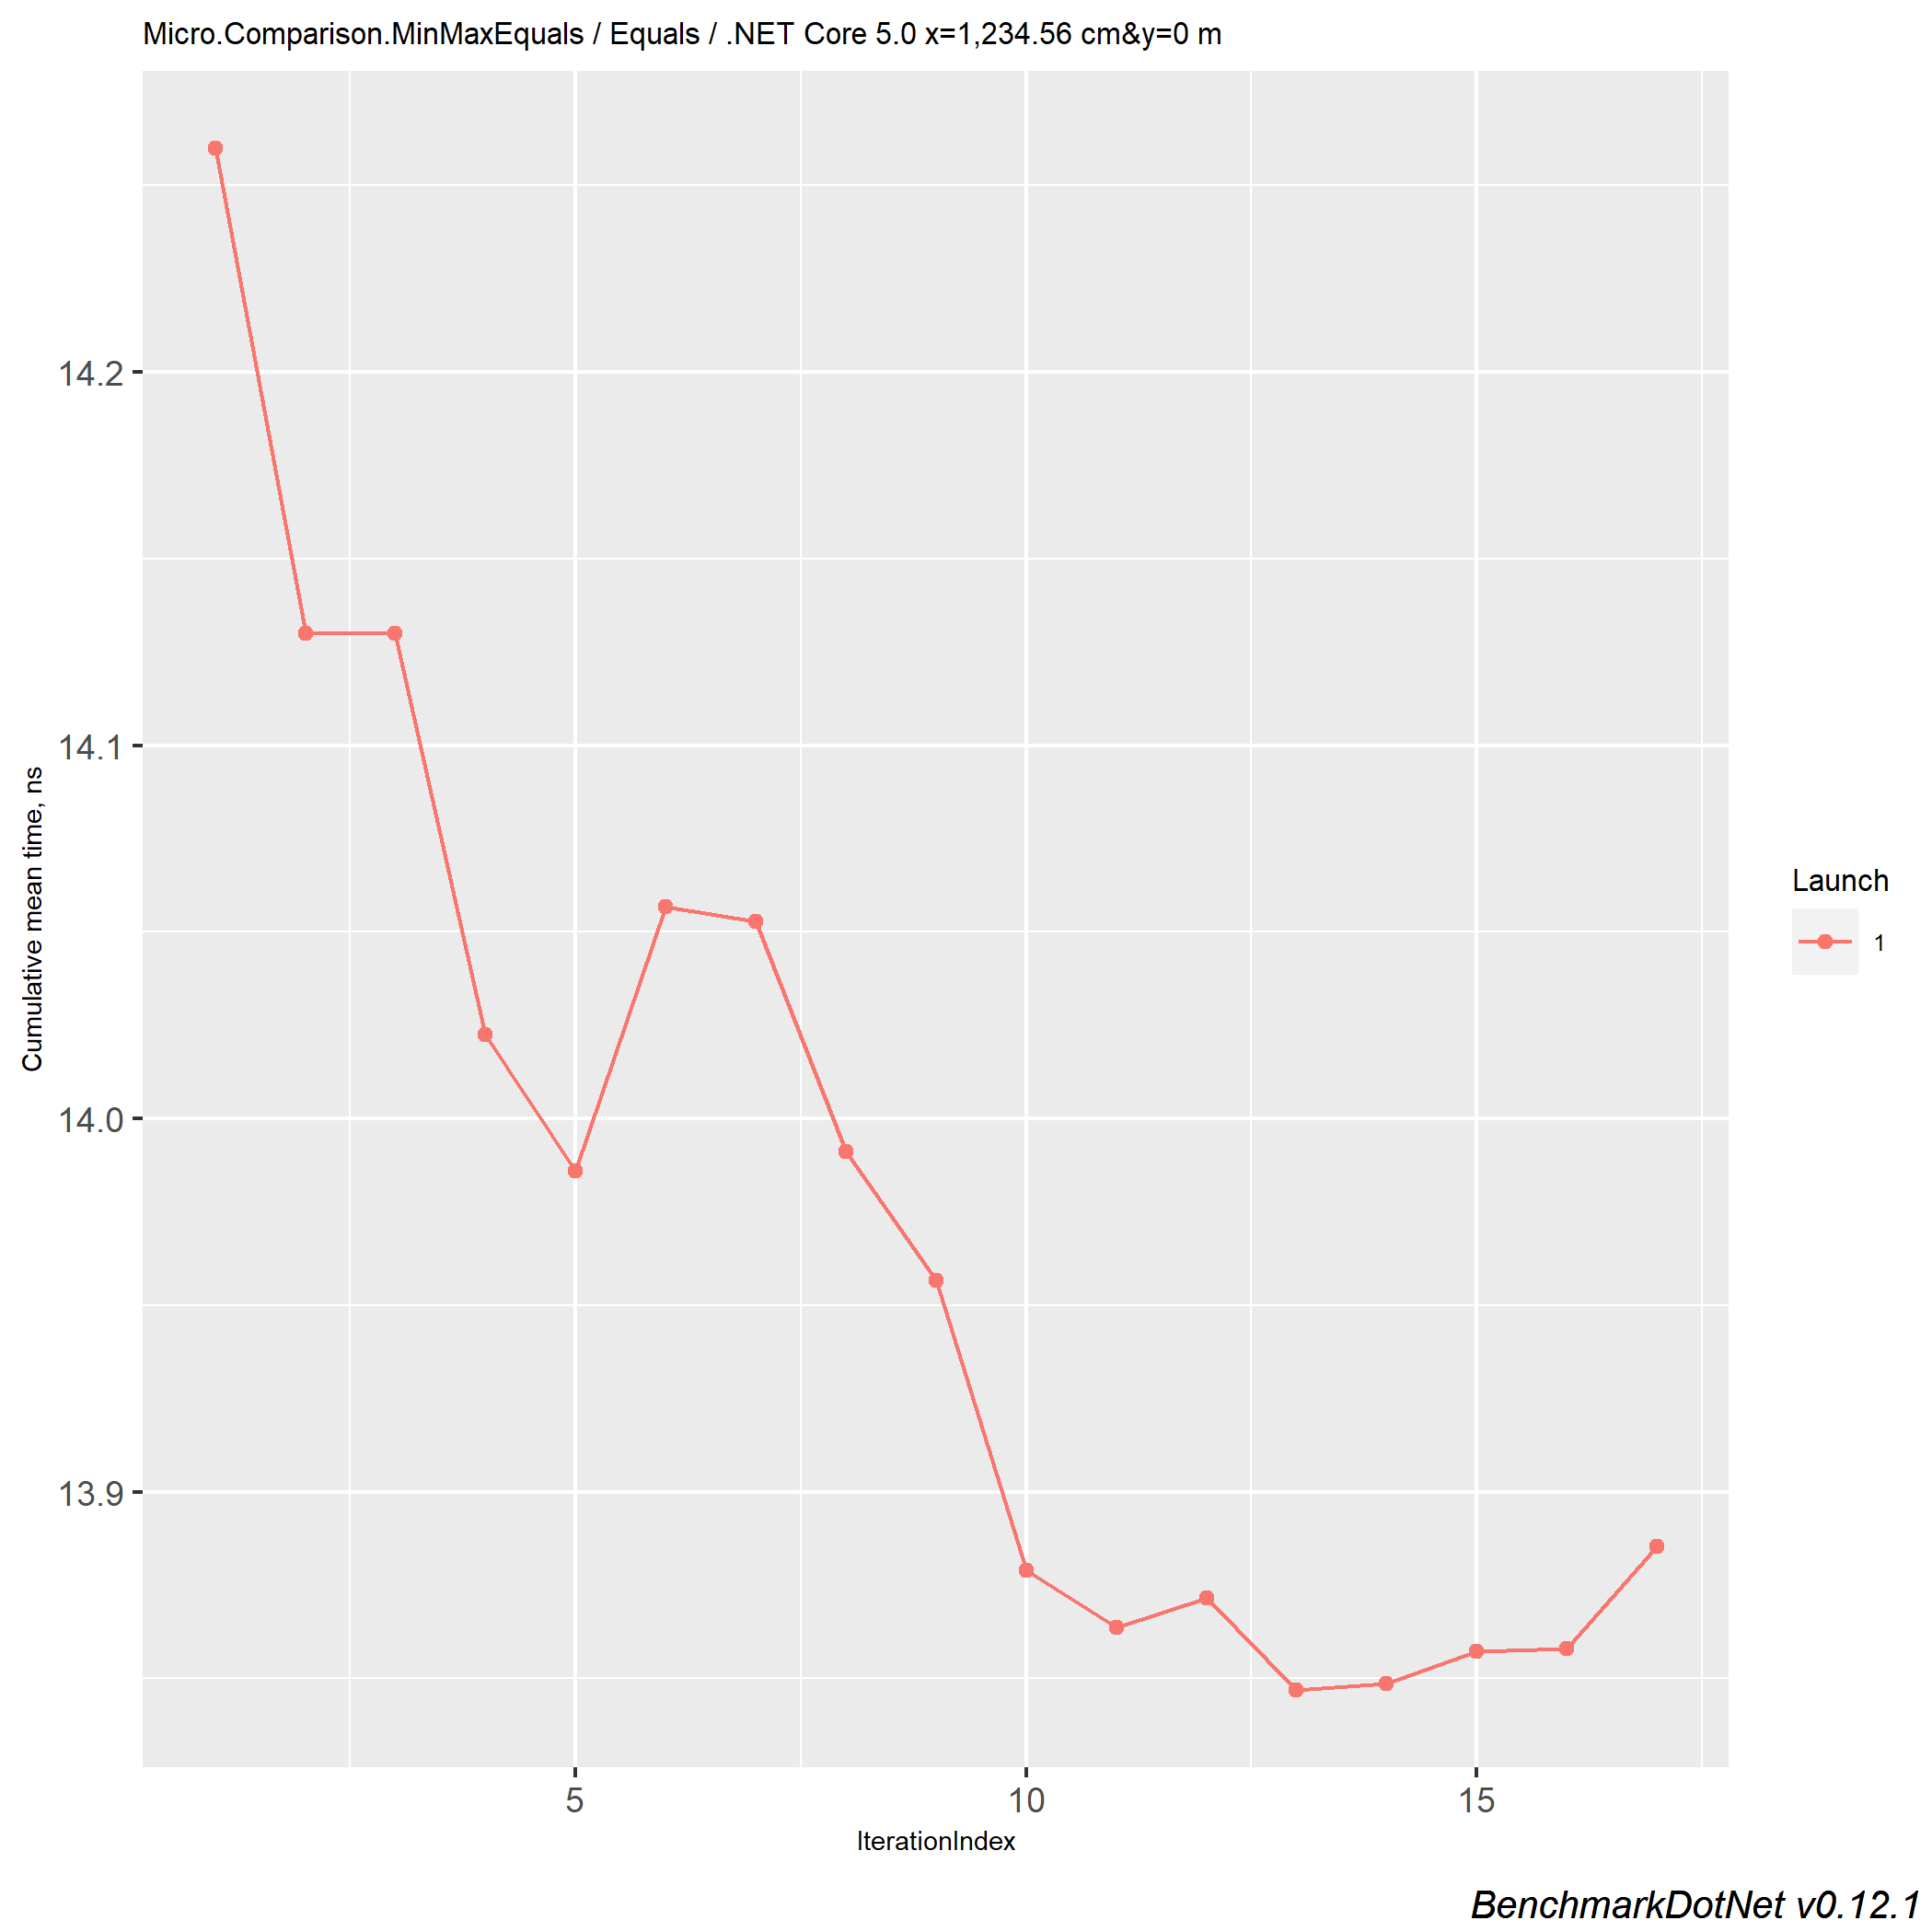 Micro.Comparison.MinMaxEquals / Equals / .NET Core 5.0 x=1,234.56 cm&y=0 m
14.2
14.1
14.0
13.9
Cumulative mean time, ns
5
10
15
IterationIndex
Launch
1
BenchmarkDotNet v0.12.1